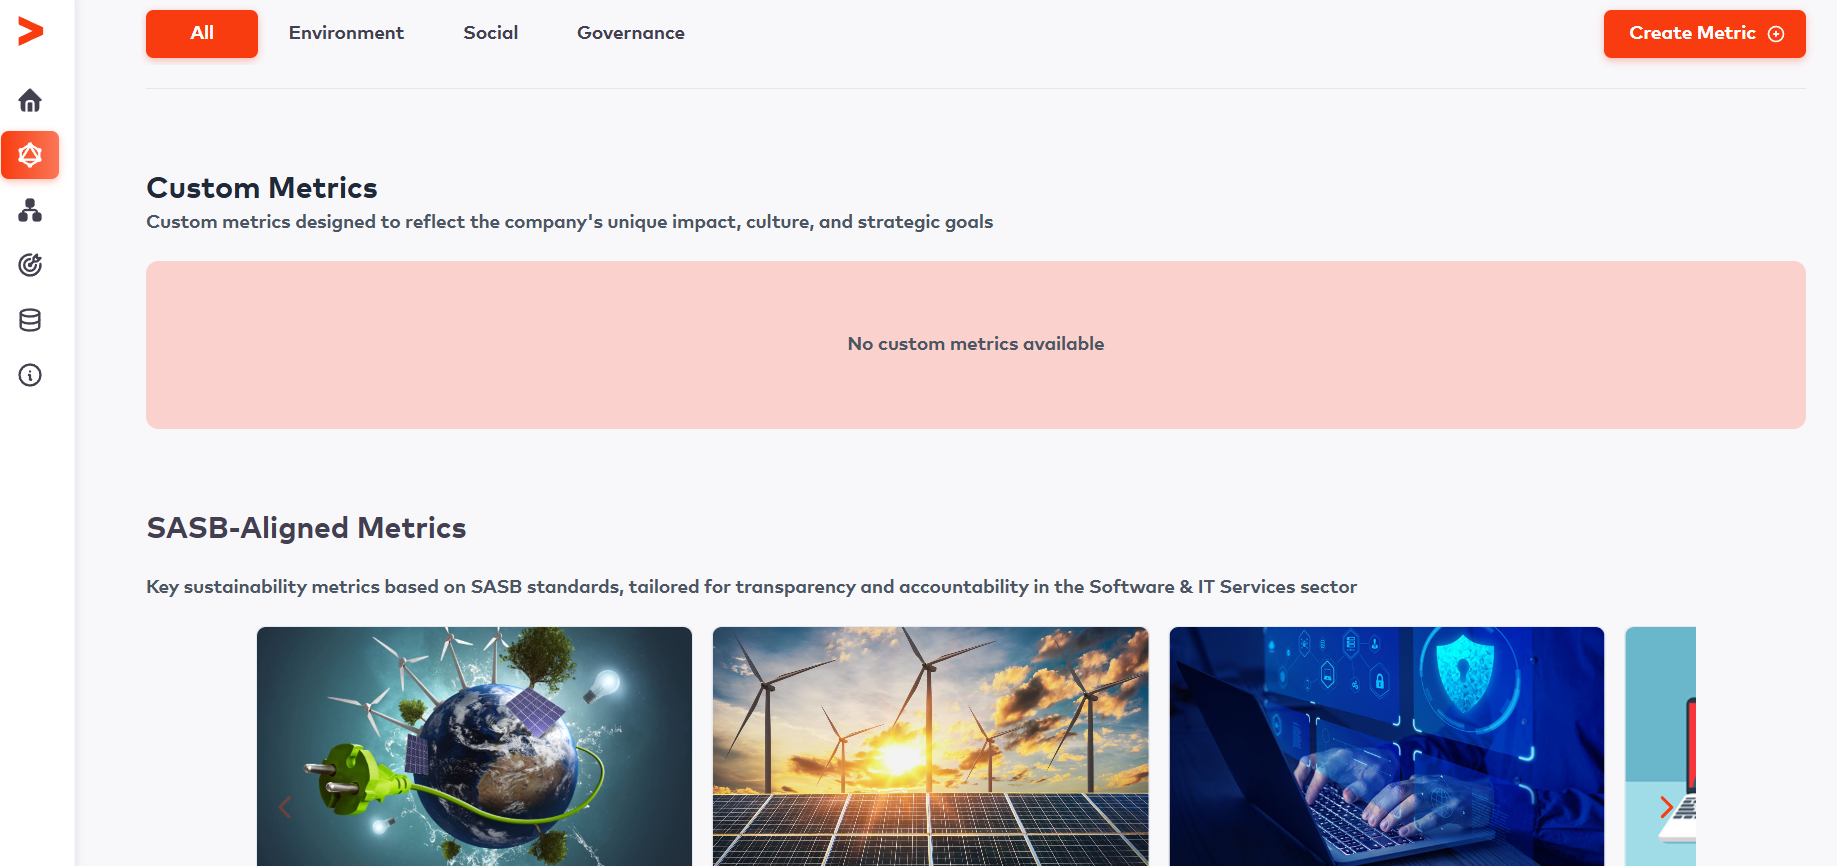 All
Environment
Social
Governance
Create Metric
Custom Metrics
Custom metrics designed to reflect the company's unique impact, culture, and strategic goals
No custom metrics available
SASB-Aligned Metrics
Key sustainability metrics based on SASB standards, tailored for transparency and accountability in the Software & IT Services sector